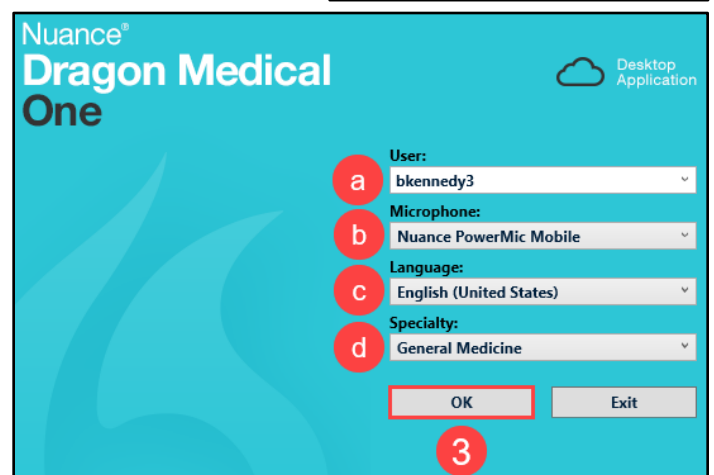 Nuance®
Dragon Medical
One
Desktop
Application
User:
a
bkennedy3
Microphone:
b
Nuance PowerMic Mobile
Language:
c
English (United States)
Specialty:
d
General Medicine
OK
Exit
3